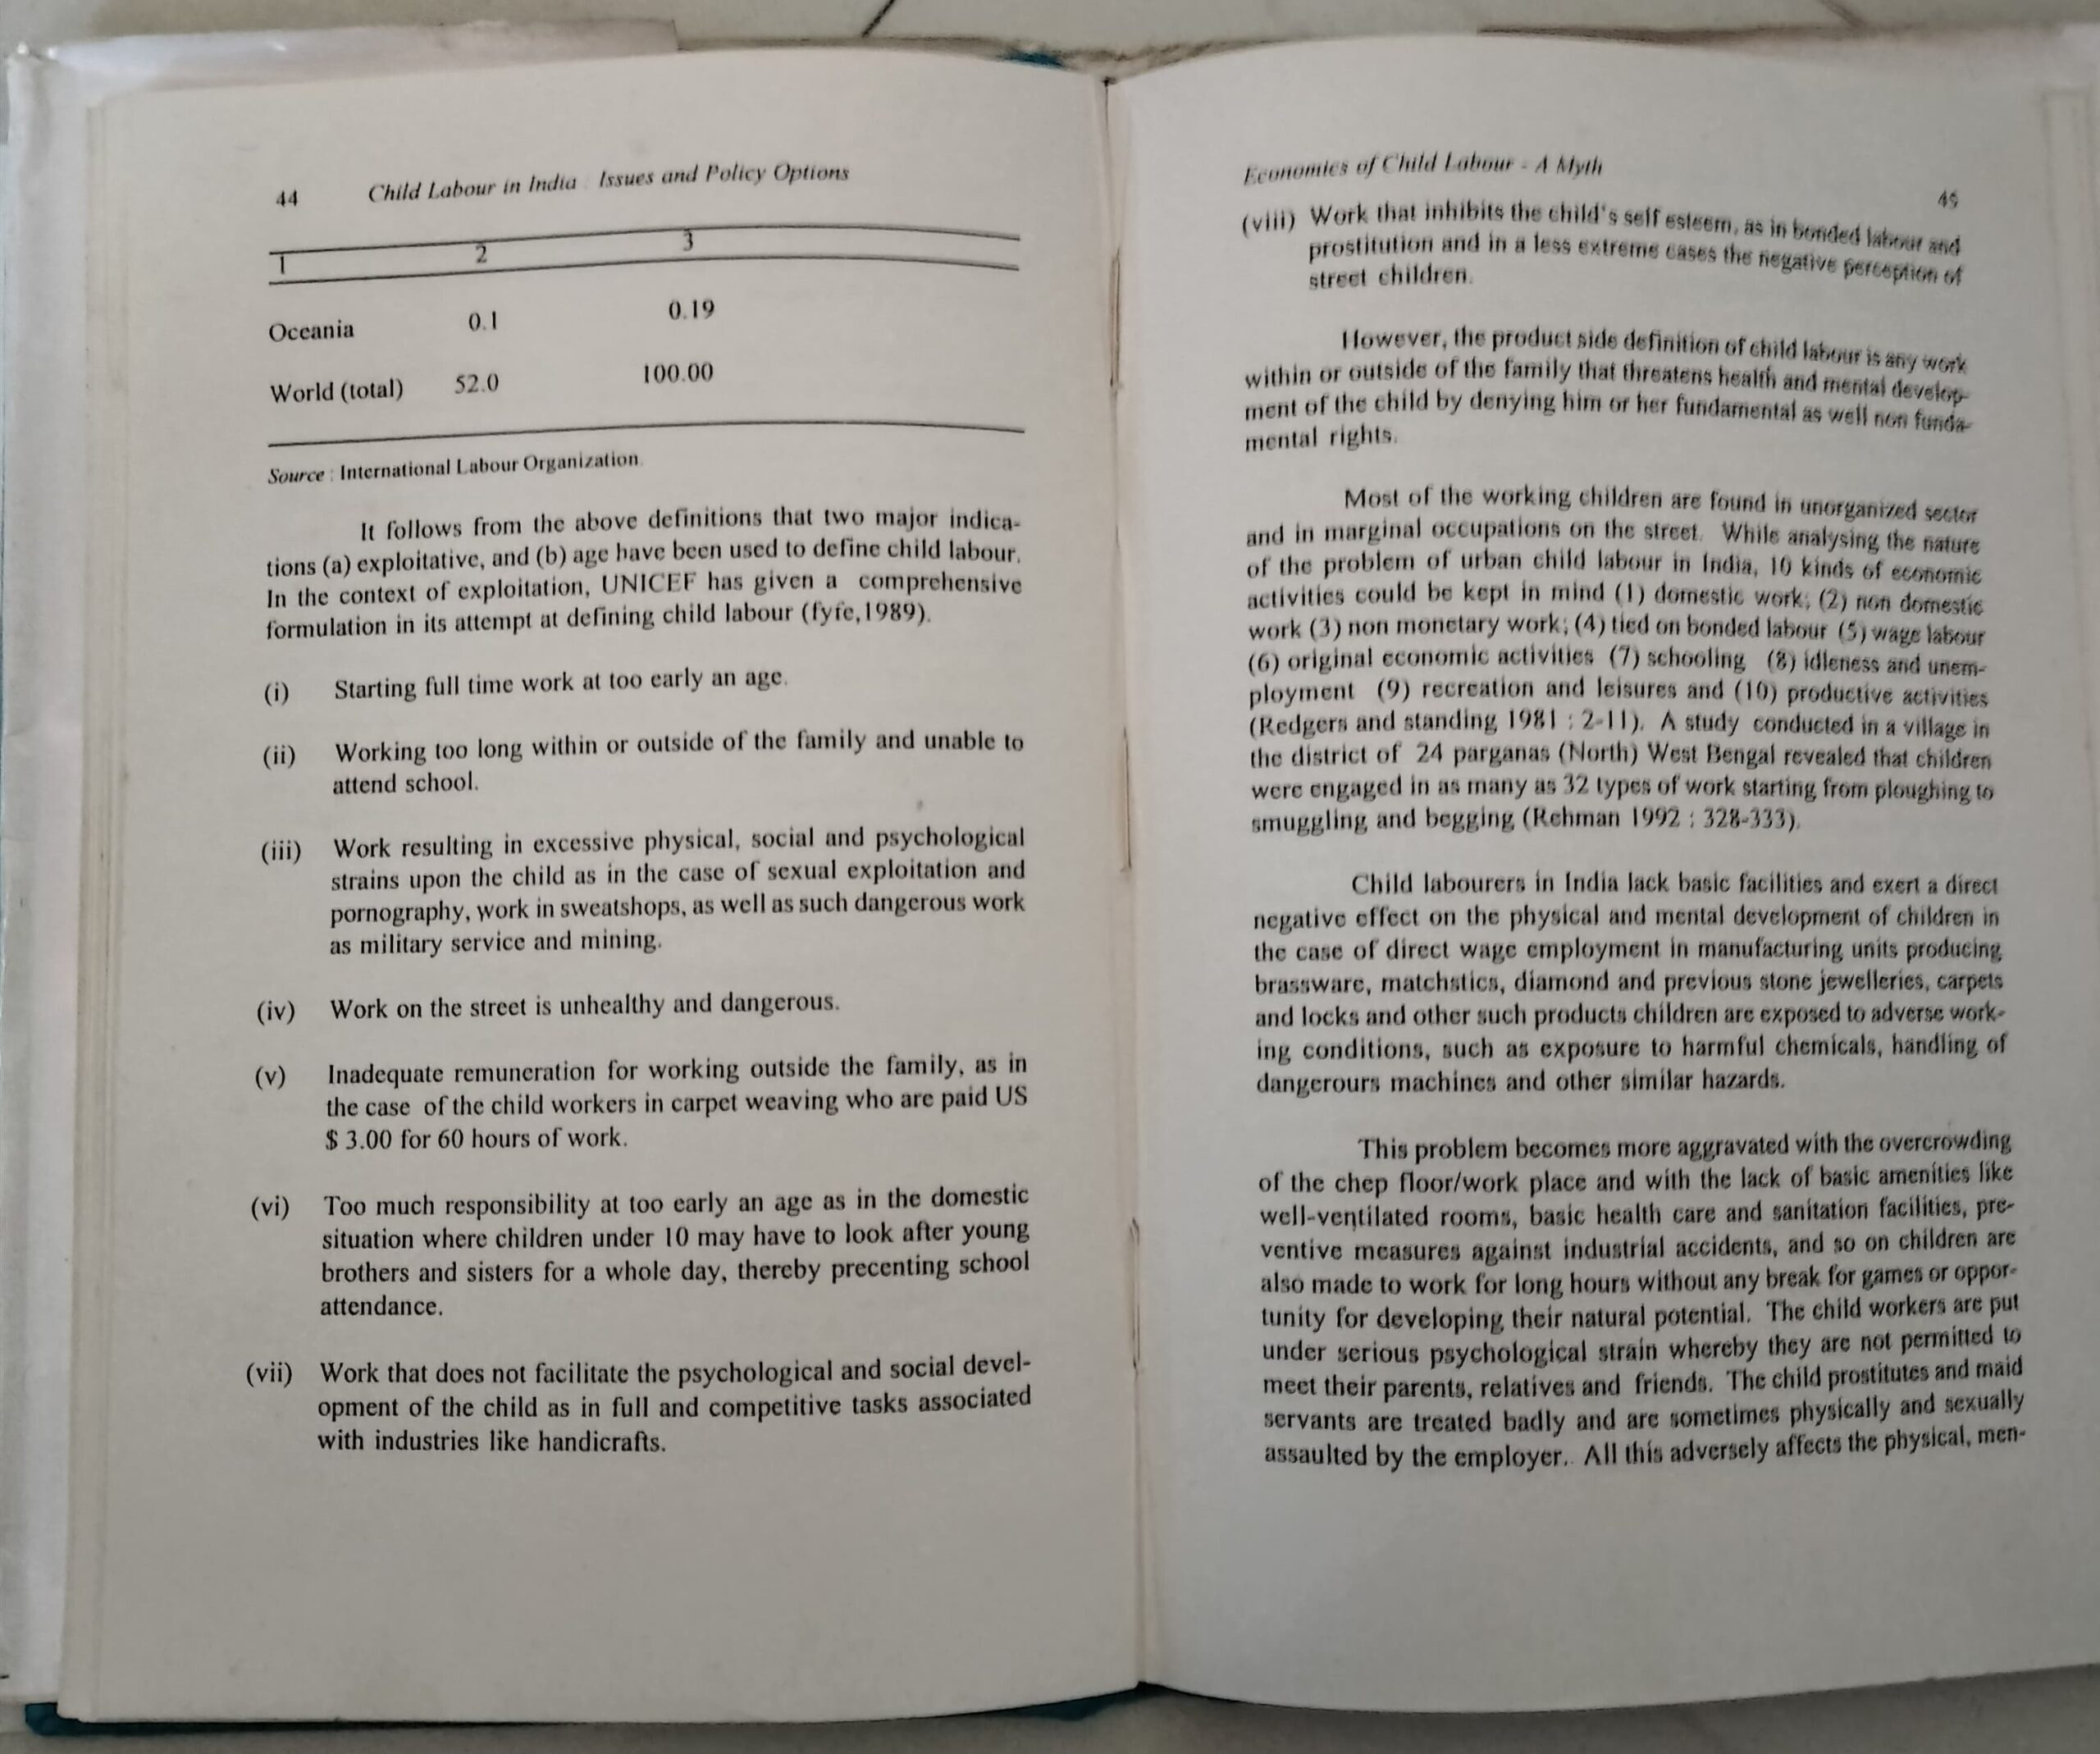 44 Child Labour in India Issues and Policy Options
1 2 3
Oceania 0.1 0.19
World (total) 52.0 100.00
Source : International Labour Organization.
It follows from the above definitions that two major indica-
tions (a) exploitative, and (b) age have been used to define child labour.
In the context of exploitation, UNICEF has given a comprehensive
formulation in its attempt at defining child labour (fyfe,1989).
(i) Starting full time work at too early an age.
(ii) Working too long within or outside of the family and unable to
attend school.
(iii) Work resulting in excessive physical, social and psychological
strains upon the child as in the case of sexual exploitation and
pornography, work in sweatshops, as well as such dangerous work
as military service and mining.
(iv) Work on the street is unhealthy and dangerous.
(v) Inadequate remuneration for working outside the family, as in
the case of the child workers in carpet weaving who are paid US
$ 3.00 for 60 hours of work.
(vi) Too much responsibility at too early an age as in the domestic
situation where children under 10 may have to look after young
brothers and sisters for a whole day, thereby precenting school
attendance.
(vii) Work that does not facilitate the psychological and social devel-
opment of the child as in full and competitive tasks associated
with industries like handicrafts.
Economics of Child Labour - A Myth
45
(viii) Work that inhibits the child's self esteem, as in bonded labour and
prostitution and in a less extreme cases the negative perception of
street children.
However, the product side definition of child labour is any work
within or outside of the family that threatens health and mental develop-
ment of the child by denying him or her fundamental as well non funda-
mental rights.
Most of the working children are found in unorganized sector
and in marginal occupations on the street. While analysing the nature
of the problem of urban child labour in India, 10 kinds of economic
activities could be kept in mind (1) domestic work; (2) non domestic
work (3) non monetary work; (4) tied on bonded labour (5) wage labour
(6) original economic activities (7) schooling (8) idleness and unem-
ployment (9) recreation and leisures and (10) productive activities
(Redgers and standing 1981 : 2-11). A study conducted in a village in
the district of 24 parganas (North) West Bengal revealed that children
were engaged in as many as 32 types of work starting from ploughing to
smuggling and begging (Rehman 1992 : 328-333).
Child labourers in India lack basic facilities and exert a direct
negative effect on the physical and mental development of children in
the case of direct wage employment in manufacturing units producing
brassware, matchstics, diamond and previous stone jewelleries, carpets
and locks and other such products children are exposed to adverse work-
ing conditions, such as exposure to harmful chemicals, handling of
dangerours machines and other similar hazards.
This problem becomes more aggravated with the overcrowding
of the chep floor/work place and with the lack of basic amenities like
well-ventilated rooms, basic health care and sanitation facilities, pre-
ventive measures against industrial accidents, and so on children are
also made to work for long hours without any break for games or oppor-
tunity for developing their natural potential. The child workers are put
under serious psychological strain whereby they are not permitted to
meet their parents, relatives and friends. The child prostitutes and maid
servants are treated badly and are sometimes physically and sexually
assaulted by the employer. All this adversely affects the physical, men-